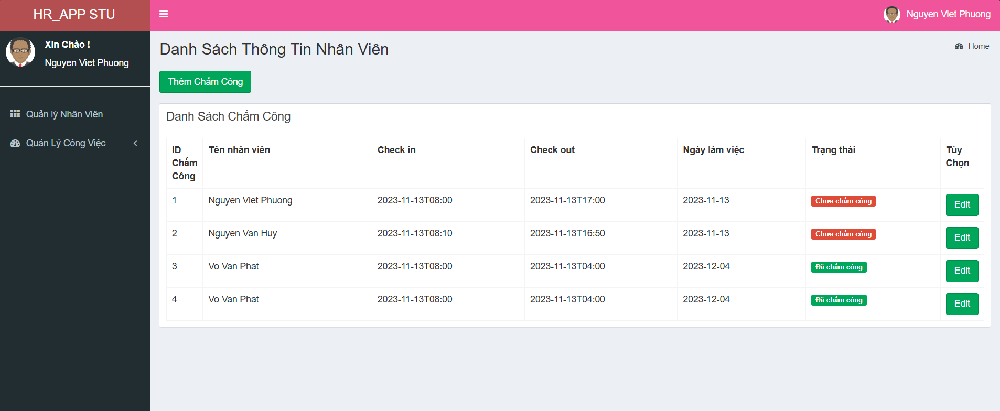 HR_APP STU
Nguyen Viet Phuong
Xin Chào !
Nguyen Viet Phuong
Quản lý Nhân Viên
Quản Lý Công Việc
Danh Sách Thông Tin Nhân Viên
Home
Thêm Chấm Công
Danh Sách Chấm Công
ID Chấm Công Tên nhân viên Check in Check out Ngày làm việc Trạng thái Tùy Chọn
1 Nguyen Viet Phuong 2023-11-13T08:00 2023-11-13T17:00 2023-11-13 Chưa chấm công Edit
2 Nguyen Van Huy 2023-11-13T08:10 2023-11-13T16:50 2023-11-13 Chưa chấm công Edit
3 Vo Van Phat 2023-11-13T08:00 2023-11-13T04:00 2023-12-04 Đã chấm công Edit
4 Vo Van Phat 2023-11-13T08:00 2023-11-13T04:00 2023-12-04 Đã chấm công Edit